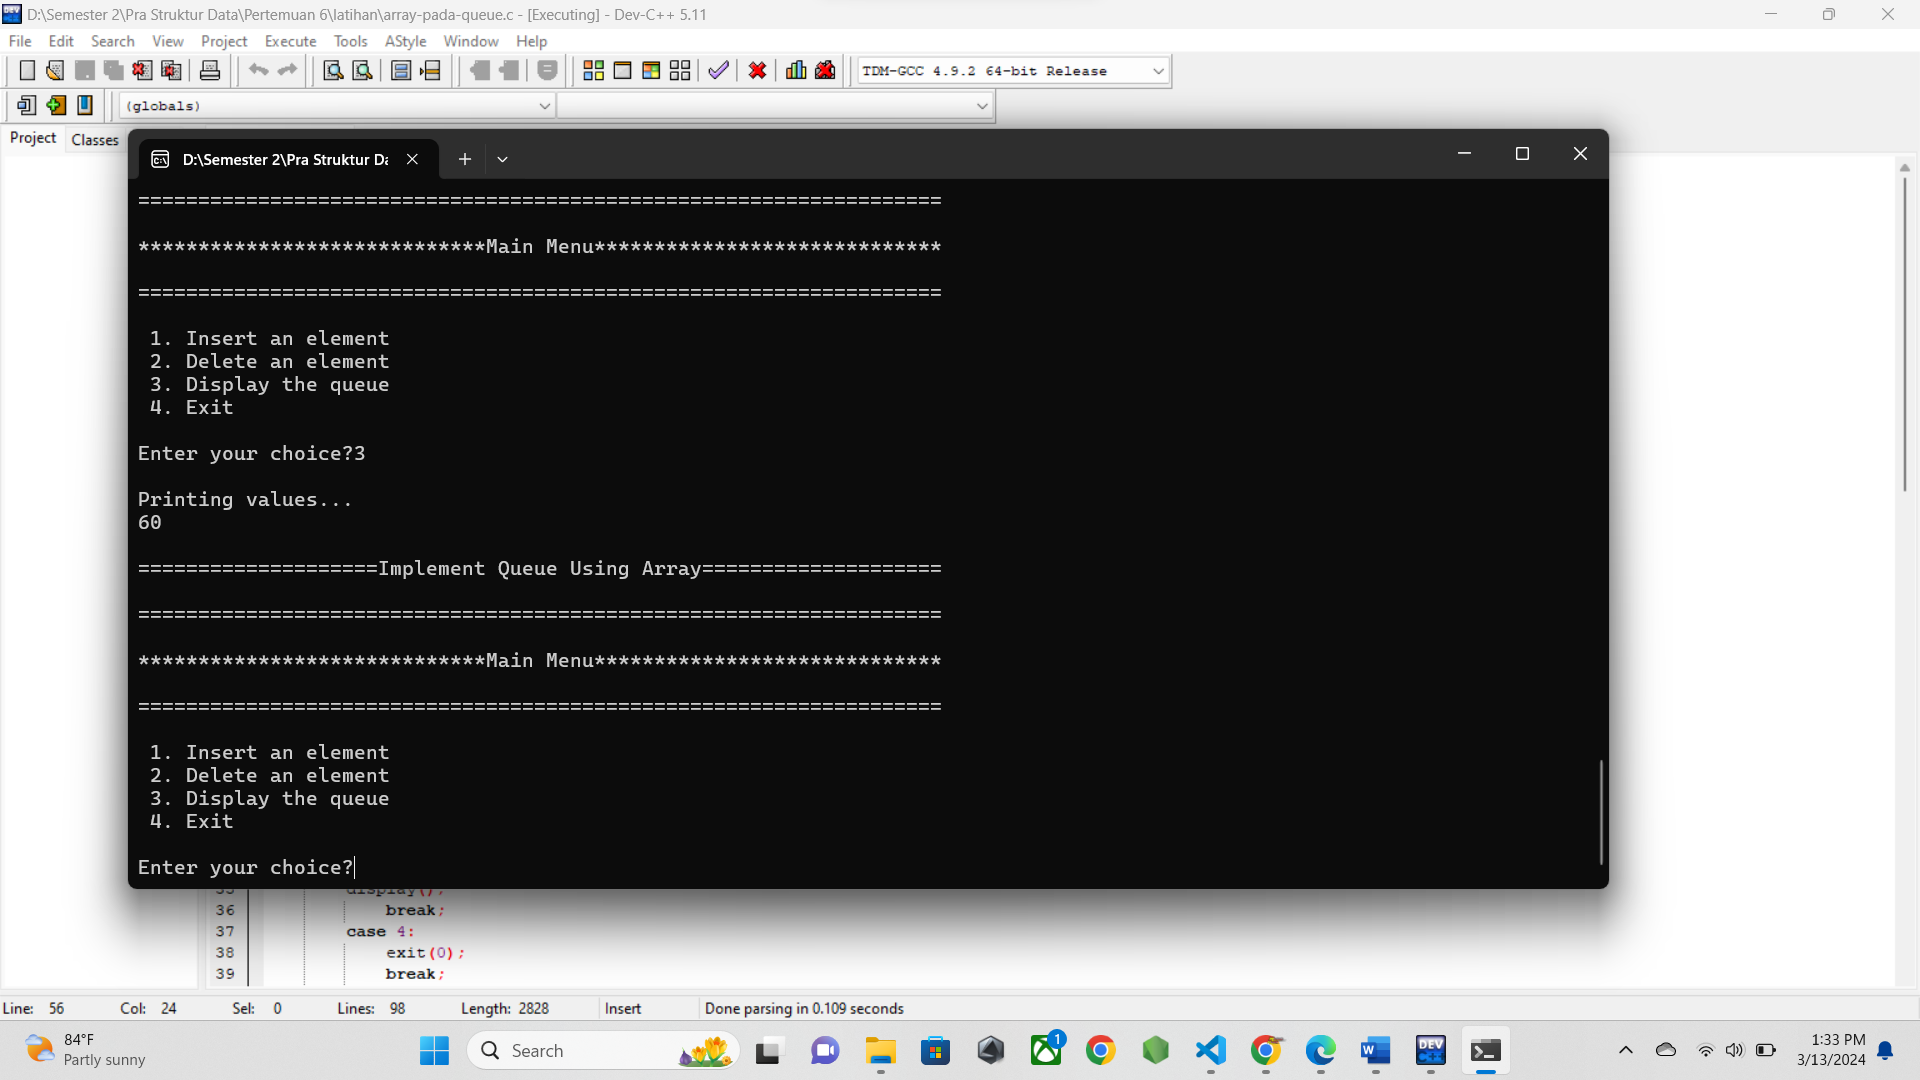 D:\Semester 2\Pra Struktur Data\Pertemuan 6\latihan\array-pada-queue.c - [Executing] - Dev-C++ 5.11
File Edit Search View Project Execute Tools AStyle Window Help
TDM-GCC 4.9.2 64-bit Release
(globals)
Project Classes
D:\Semester 2\Pra Struktur Da
===================================================================
*****************************Main Menu*****************************
===================================================================
1. Insert an element
2. Delete an element
3. Display the queue
4. Exit
Enter your choice?3
Printing values...
60
====================Implement Queue Using Array====================
===================================================================
*****************************Main Menu*****************************
===================================================================
1. Insert an element
2. Delete an element
3. Display the queue
4. Exit
Enter your choice?
35 display();
36 break;
37 case 4:
38 exit(0);
39 break;
Line: 56 Col: 24 Sel: 0 Lines: 98 Length: 2828 Insert Done parsing in 0.109 seconds
84°F
Partly sunny
Search
1
1:33 PM
3/13/2024